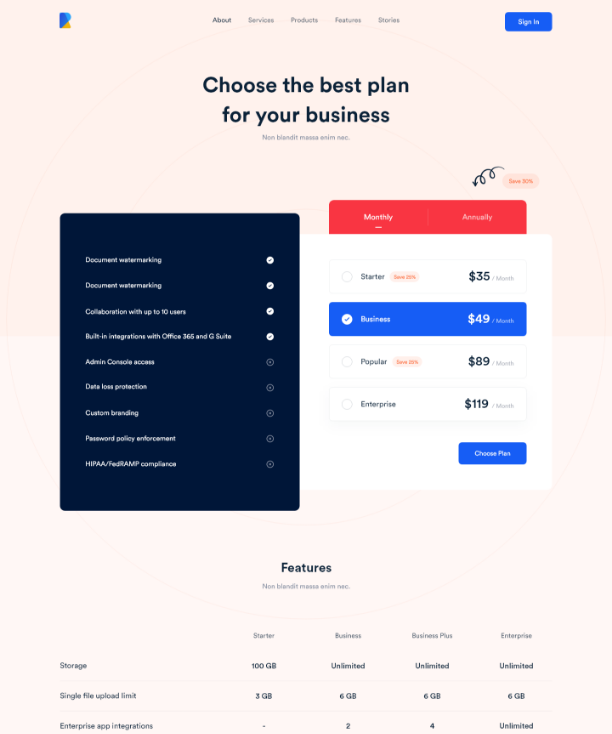 About Services Products Features Stories Sign In
Choose the best plan
for your business
Non blandit massa enim nec.
Save 30%
Monthly Annually
Document watermarking
Document watermarking
Collaboration with up to 10 users
Built-in integrations with Office 365 and G Suite
Admin Console access
Data loss protection
Custom branding
Password policy enforcement
HIPAA/FedRAMP compliance
Starter Save 25% $35 / Month
Business $49 / Month
Popular Save 25% $89 / Month
Enterprise $119 / Month
Choose Plan
Features
Non blandit massa enim nec.
Starter Business Business Plus Enterprise
Storage 100 GB Unlimited Unlimited Unlimited
Single file upload limit 3 GB 6 GB 6 GB 6 GB
Enterprise app integrations - 2 4 Unlimited